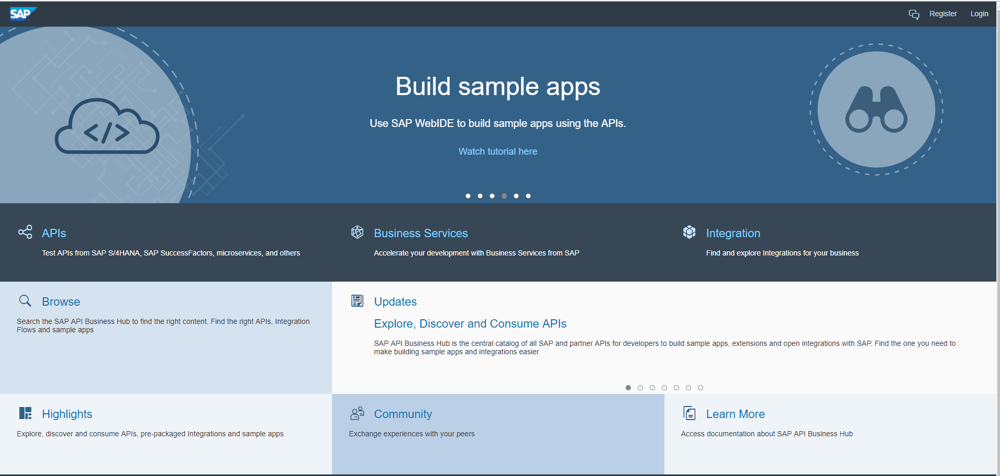 SAP
Register
Login
Build sample apps
Use SAP WebIDE to build sample apps using the APIs.
Watch tutorial here
</>
APIs
Test APIs from SAP S/4HANA, SAP SuccessFactors, microservices, and others
Business Services
Accelerate your development with Business Services from SAP
Integration
Find and explore Integrations for your business
Browse
Search the SAP API Business Hub to find the right content. Find the right APIs, Integration
Flows and sample apps
Updates
Explore, Discover and Consume APIs
SAP API Business Hub is the central catalog of all SAP and partner APIs for developers to build sample apps, extensions and open integrations with SAP. Find the one you need to
make building sample apps and integrations easier
Highlights
Explore, discover and consume APIs, pre-packaged Integrations and sample apps
Community
Exchange experiences with your peers
Learn More
Access documentation about SAP API Business Hub